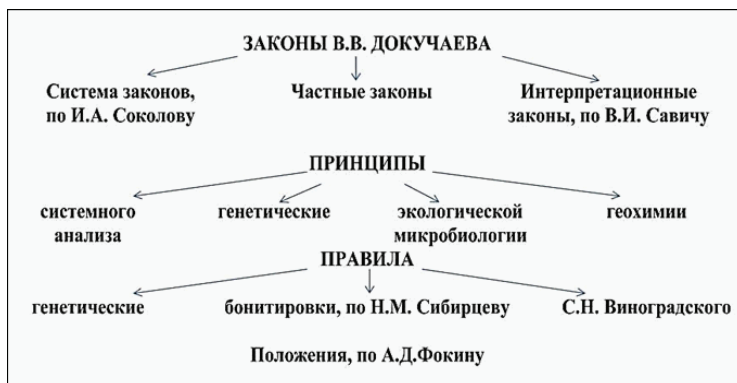 ЗАКОНЫ В.В. ДОКУЧАЕВА
Система законов, по И.А. Соколову
Частные законы
Интерпретационные законы, по В.И. Савичу
ПРИНЦИПЫ
системного анализа
генетические
экологической микробиологии
геохимии
ПРАВИЛА
генетические
бонитировки, по Н.М. Сибирцеву
С.Н. Виноградского
Положения, по А.Д.Фокину